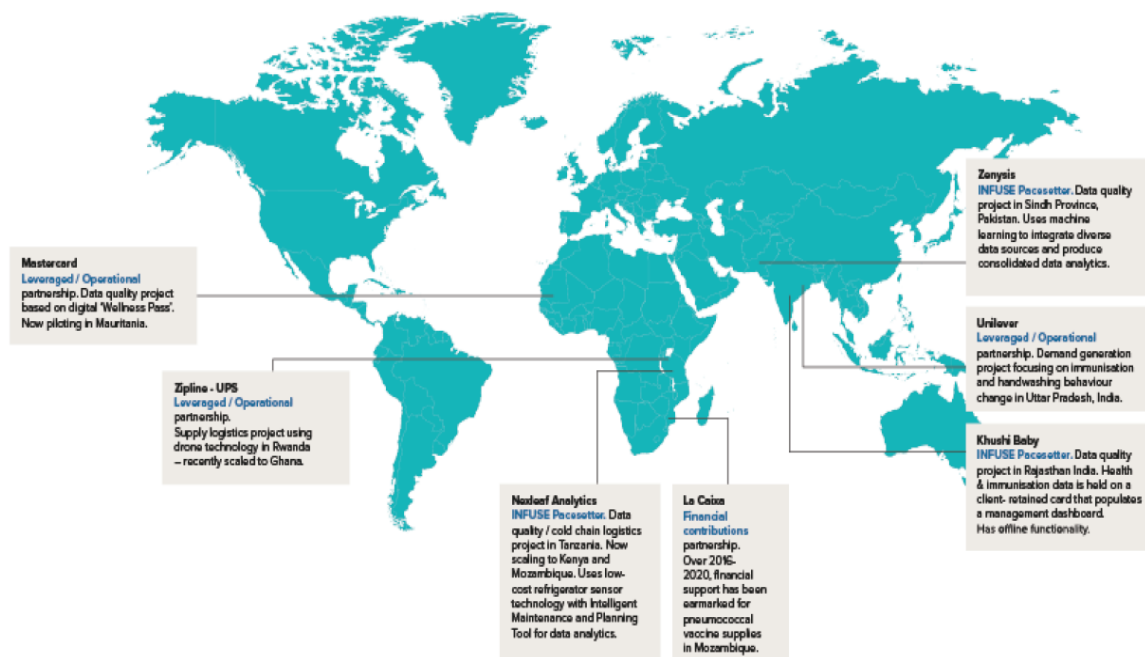 Zenysis
INFUSE Pacesetter. Data quality
project in Sindh Province,
Pakistan. Uses machine
learning to integrate diverse
data sources and produce
consolidated data analytics.
Mastercard
Leveraged / Operational
partnership. Data quality project
based on digital 'Wellness Pass'.
Now piloting in Mauritania.
Unilever
Leveraged / Operational
partnership. Demand generation
project focusing on immunisation
and handwashing behaviour
change in Uttar Pradesh, India.
Zipline - UPS
Leveraged / Operational
partnership.
Supply logistics project using
drone technology in Rwanda
– recently scaled to Ghana.
Khushi Baby
INFUSE Pacesetter. Data quality
project in Rajasthan India. Health
& immunisation data is held on a
client- retained card that populates
a management dashboard.
Has offline functionality.
Nexleaf Analytics
INFUSE Pacesetter. Data
quality / cold chain logistics
project in Tanzania. Now
scaling to Kenya and
Mozambique. Uses low-
cost refrigerator sensor
technology with Intelligent
Maintenance and Planning
Tool for data analytics.
La Caixa
Financial
contributions
partnership.
Over 2016-
2020, financial
support has been
earmarked for
pneumococcal
vaccine supplies
in Mozambique.